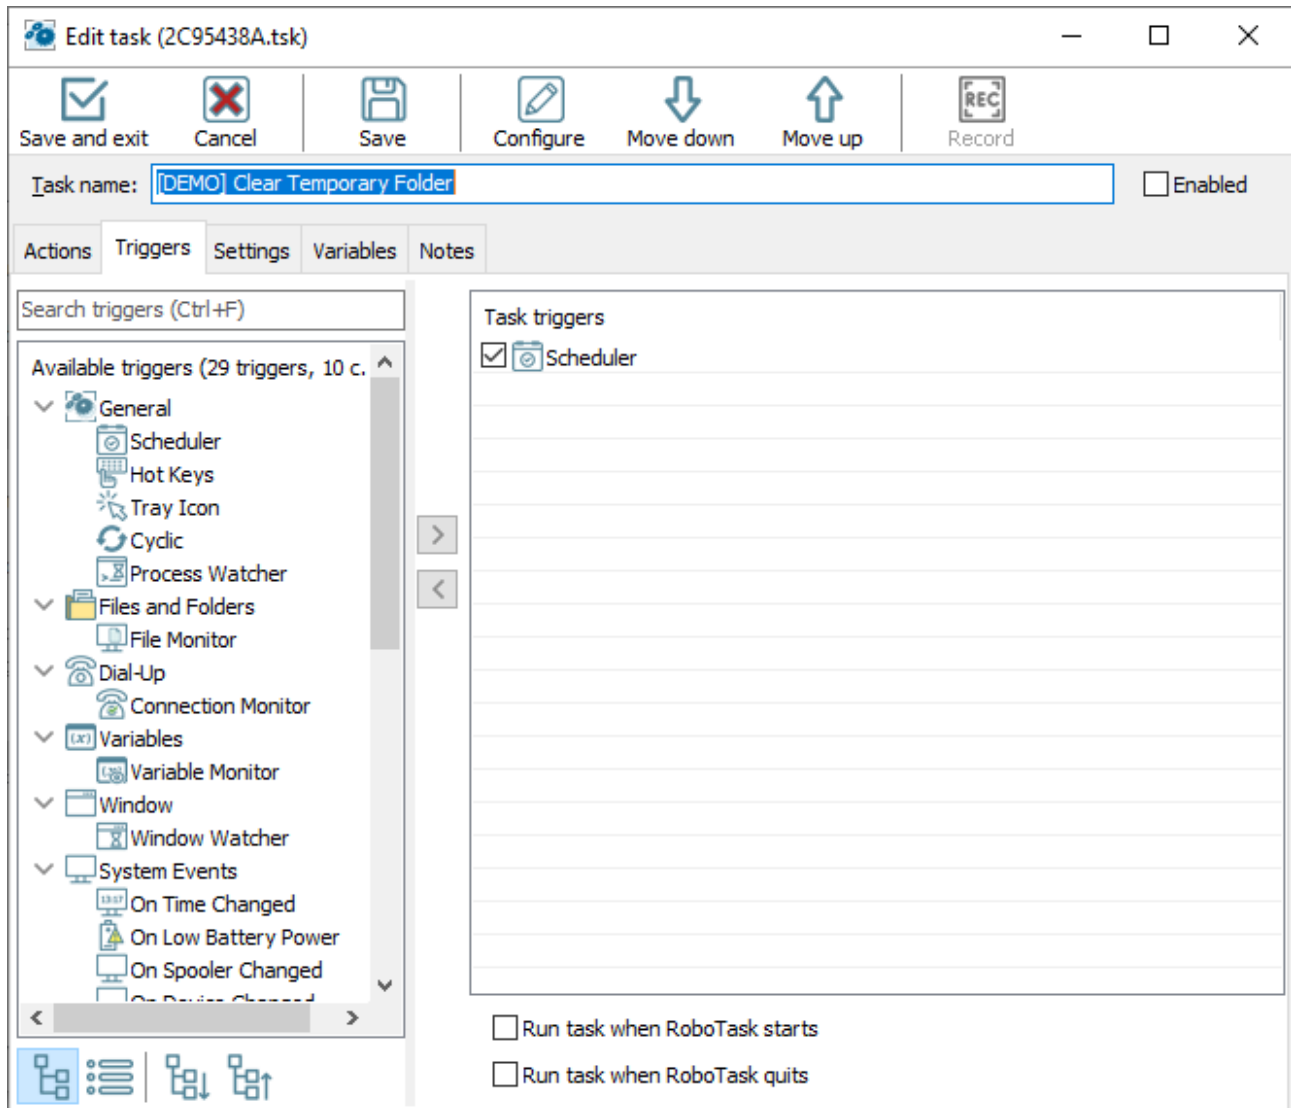 Edit task (2C95438A.tsk)
Save and exit Cancel Save Configure Move down Move up REC Record
Task name: [DEMO] Clear Temporary Folder Enabled
Actions Triggers Settings Variables Notes
Search triggers (Ctrl+F)
Available triggers (29 triggers, 10 c.
General
Scheduler
Hot Keys
Tray Icon
Cyclic
Process Watcher
Files and Folders
File Monitor
Dial-Up
Connection Monitor
Variables
Variable Monitor
Window
Window Watcher
System Events
On Time Changed
On Low Battery Power
On Spooler Changed
On Device Changed
Task triggers
Scheduler
Run task when RoboTask starts
Run task when RoboTask quits